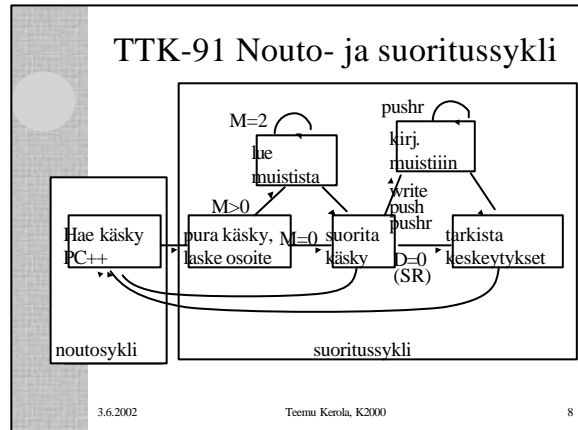 TTK-91 Nouto- ja suoritussykli
M=2
pushr
lue
muistista
kirj.
muistiiin
M>0
write
push
pushr
Hae käsky
PC++
pura käsky,
laske osoite
M=0
suorita
käsky
D=0
(SR)
tarkista
keskeytykset
noutosykli
suoritussykli
3.6.2002
Teemu Kerola, K2000
8